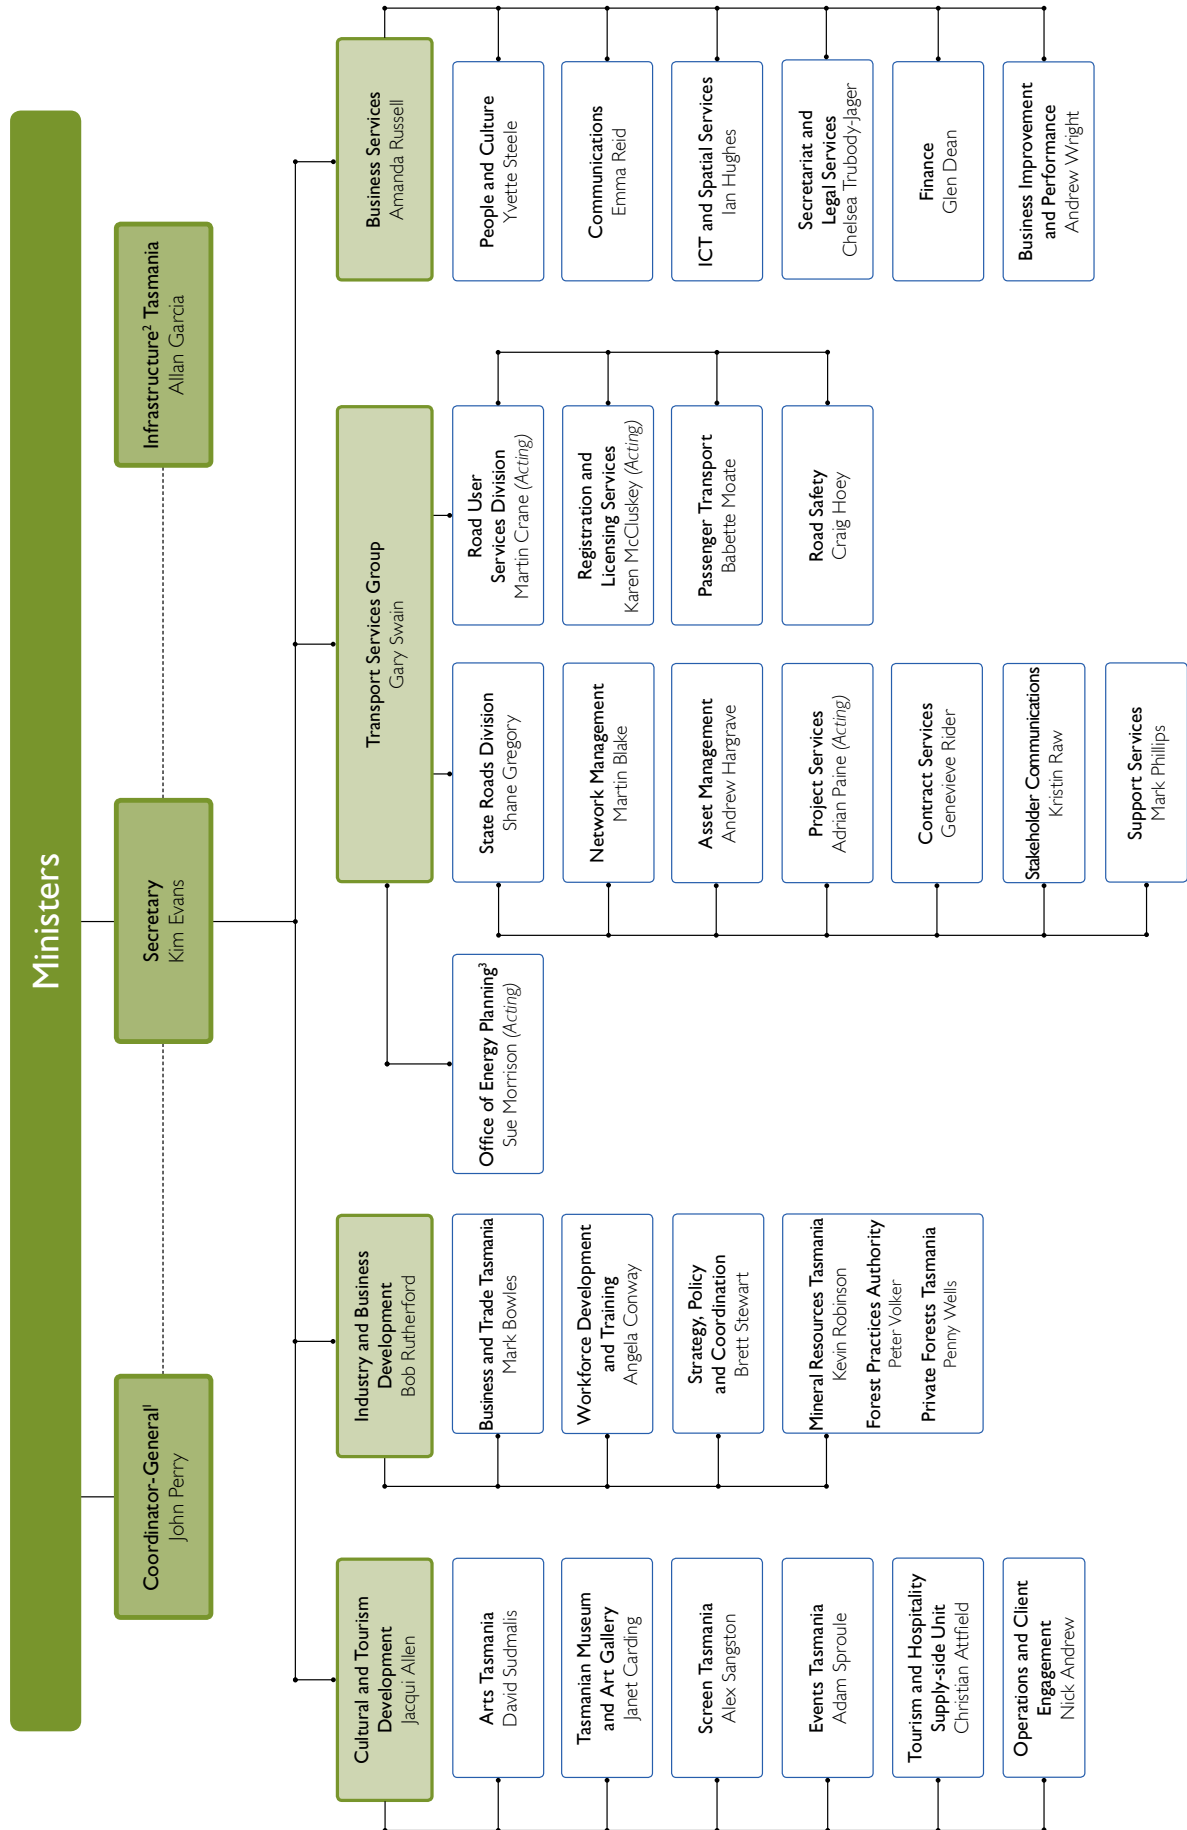 Ministers
Coordinator-General¹
John Perry
Secretary
Kim Evans
Infrastructure² Tasmania
Allan Garcia
Cultural and Tourism
Development
Jacqui Allen
Arts Tasmania
David Sudmalis
Tasmanian Museum
and Art Gallery
Janet Carding
Screen Tasmania
Alex Sangston
Events Tasmania
Adam Sproule
Tourism and Hospitality
Supply-side Unit
Christian Attfield
Operations and Client
Engagement
Nick Andrew
Industry and Business
Development
Bob Rutherford
Business and Trade Tasmania
Mark Bowles
Workforce Development
and Training
Angela Conway
Strategy, Policy
and Coordination
Brett Stewart
Mineral Resources Tasmania
Kevin Robinson
Forest Practices Authority
Peter Volker
Private Forests Tasmania
Penny Wells
Transport Services Group
Gary Swain
Office of Energy Planning³
Sue Morrison (Acting)
State Roads Division
Shane Gregory
Network Management
Martin Blake
Asset Management
Andrew Hargrave
Project Services
Adrian Paine (Acting)
Contract Services
Genevieve Rider
Stakeholder Communications
Kristin Raw
Support Services
Mark Phillips
Road User
Services Division
Martin Crane (Acting)
Registration and
Licensing Services
Karen McCluskey (Acting)
Passenger Transport
Babette Moate
Road Safety
Craig Hoey
Business Services
Amanda Russell
People and Culture
Yvette Steele
Communications
Emma Reid
ICT and Spatial Services
Ian Hughes
Secretariat and
Legal Services
Chelsea Trubody-Jager
Finance
Glen Dean
Business Improvement
and Performance
Andrew Wright